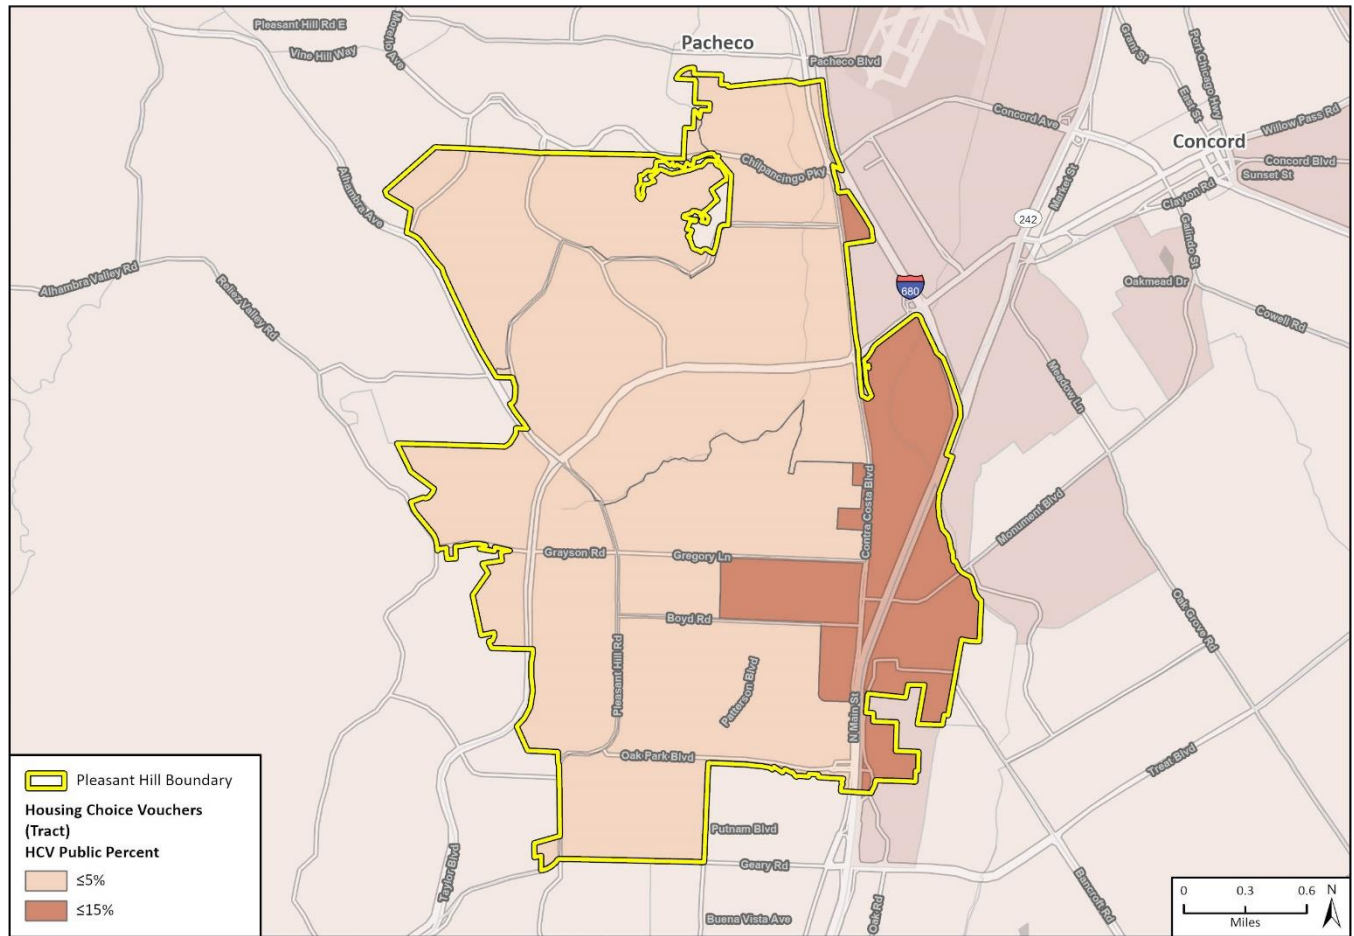 Pleasant Hill Rd E
Morello Ave
Vine Hill Way
Pacheco
Pacheco Blvd
Grant St
Port Chicago Hwy
East St
Concord Ave
Willow Pass Rd
Market St
Concord
Concord Blvd
Sunset St
Chilpancingo Pky
Alhambra Ave
Clayton Rd
242
Galindo St
Alhambra Valley Rd
Reliez Valley Rd
680
Oakmead Dr
Cowell Rd
Meadow Ln
Contra Costa Blvd
Monument Blvd
Grayson Rd
Gregory Ln
Boyd Rd
Oak Grove Rd
Pleasant Hill Rd
Patterson Blvd
N Main St
Oak Park Blvd
Treat Blvd
Putnam Blvd
Geary Rd
Taylor Blvd
Bancroft Rd
Buena Vista Ave
Oak Rd
Pleasant Hill Boundary
Housing Choice Vouchers
(Tract)
HCV Public Percent
≤5%
≤15%
0 0.3 0.6 N
Miles